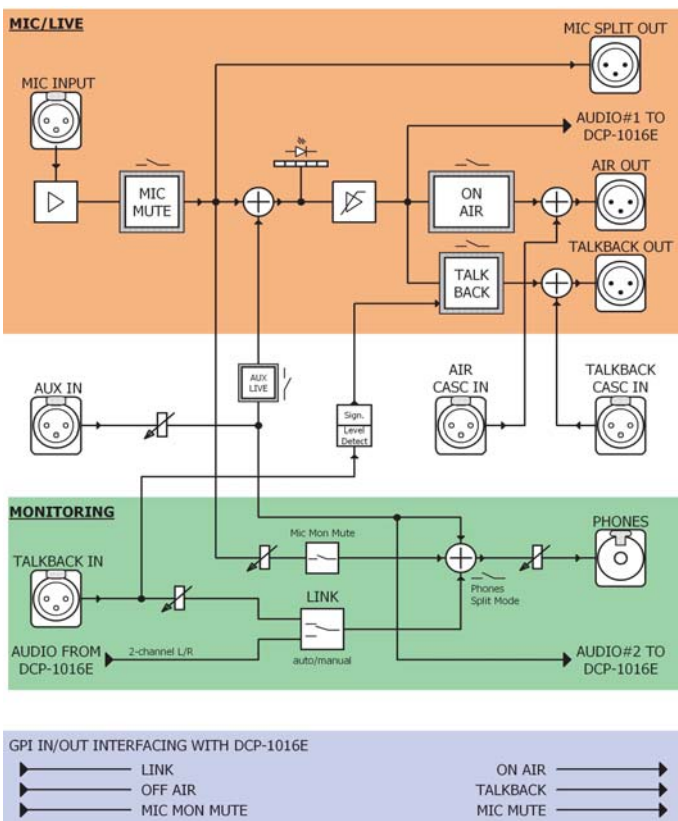 MIC/LIVE
MIC SPLIT OUT
MIC INPUT
AUDIO#1 TO
DCP-1016E
AIR OUT
MIC
MUTE
ON
AIR
TALKBACK OUT
TALK
BACK
AUX
LIVE
AUX IN
Sign.
Level
Detect
AIR
CASC IN
TALKBACK
CASC IN
MONITORING
Mic Mon Mute
PHONES
TALKBACK IN
LINK
Phones
Split Mode
AUDIO FROM
DCP-1016E
2-channel L/R
auto/manual
AUDIO#2 TO
DCP-1016E
GPI IN/OUT INTERFACING WITH DCP-1016E
LINK
ON AIR
OFF AIR
TALKBACK
MIC MON MUTE
MIC MUTE